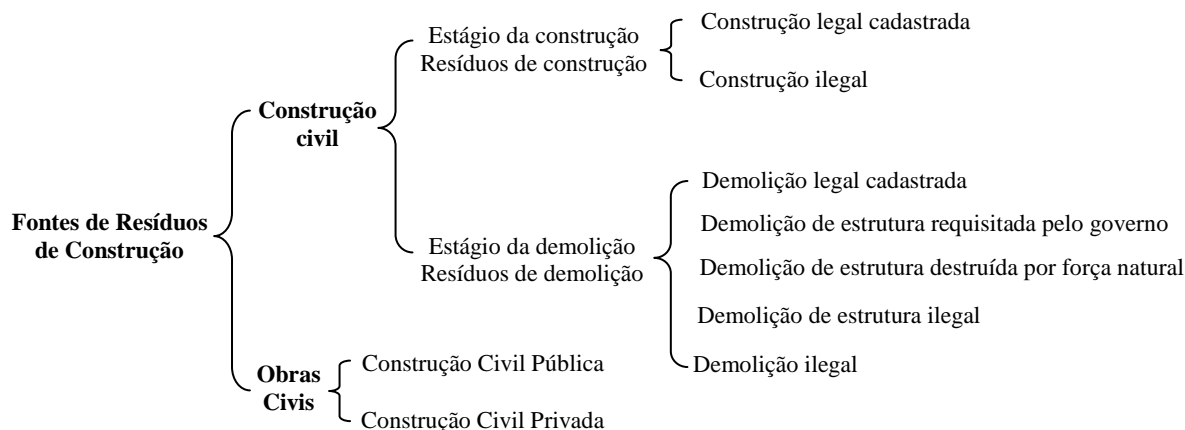 Fontes de Resíduos
de Construção
Construção
civil
Estágio da construção
Resíduos de construção
Construção legal cadastrada
Construção ilegal
Estágio da demolição
Resíduos de demolição
Demolição legal cadastrada
Demolição de estrutura requisitada pelo governo
Demolição de estrutura destruída por força natural
Demolição de estrutura ilegal
Demolição ilegal
Obras
Civis
Construção Civil Pública
Construção Civil Privada